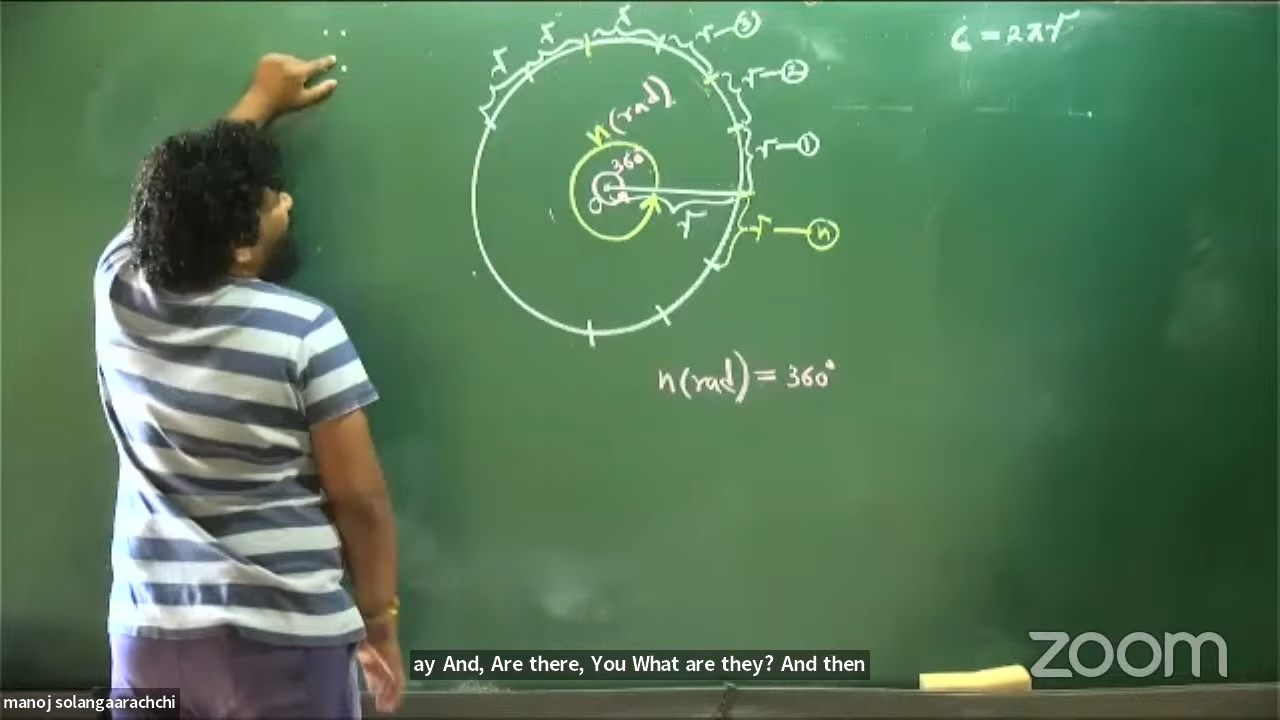 C = 2πr
r
r
r
r — ③
r — ②
r — ①
n (rad)
360°
O
r
r — ⓝ
n(rad) = 360°
ay And, Are there, You What are they? And then
zoom
manoj solangaarachchi